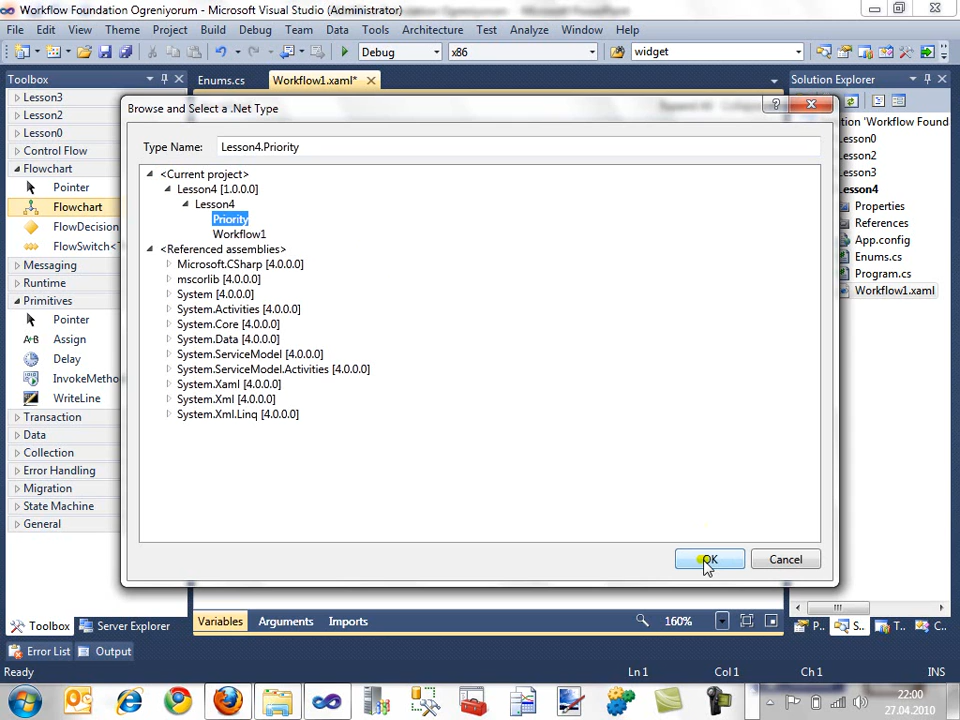 Workflow Foundation Ogreniyorum - Microsoft Visual Studio (Administrator)
File Edit View Theme Project Build Debug Team Data Tools Architecture Test Analyze Window Help
Debug x86 widget
Toolbox
Enums.cs Workflow1.xaml*
Solution Explorer
Lesson3
Lesson2
Lesson0
Control Flow
Flowchart
Pointer
Flowchart
FlowDecision
FlowSwitch<
Messaging
Runtime
Primitives
Pointer
Assign
Delay
InvokeMetho
WriteLine
Transaction
Data
Collection
Error Handling
Migration
State Machine
General
Toolbox Server Explorer
Browse and Select a .Net Type
Type Name: Lesson4.Priority
<Current project>
Lesson4 [1.0.0.0]
Lesson4
Priority
Workflow1
<Referenced assemblies>
Microsoft.CSharp [4.0.0.0]
mscorlib [4.0.0.0]
System [4.0.0.0]
System.Activities [4.0.0.0]
System.Core [4.0.0.0]
System.Data [4.0.0.0]
System.ServiceModel [4.0.0.0]
System.ServiceModel.Activities [4.0.0.0]
System.Xaml [4.0.0.0]
System.Xml [4.0.0.0]
System.Xml.Linq [4.0.0.0]
OK Cancel
olution 'Workflow Found
Lesson0
Lesson2
Lesson3
Lesson4
Properties
References
App.config
Enums.cs
Program.cs
Workflow1.xaml
Variables Arguments Imports 160%
P.. S.. T.. C..
Error List Output
Ready Ln 1 Col 1 Ch 1 INS
22:00
27.04.2010